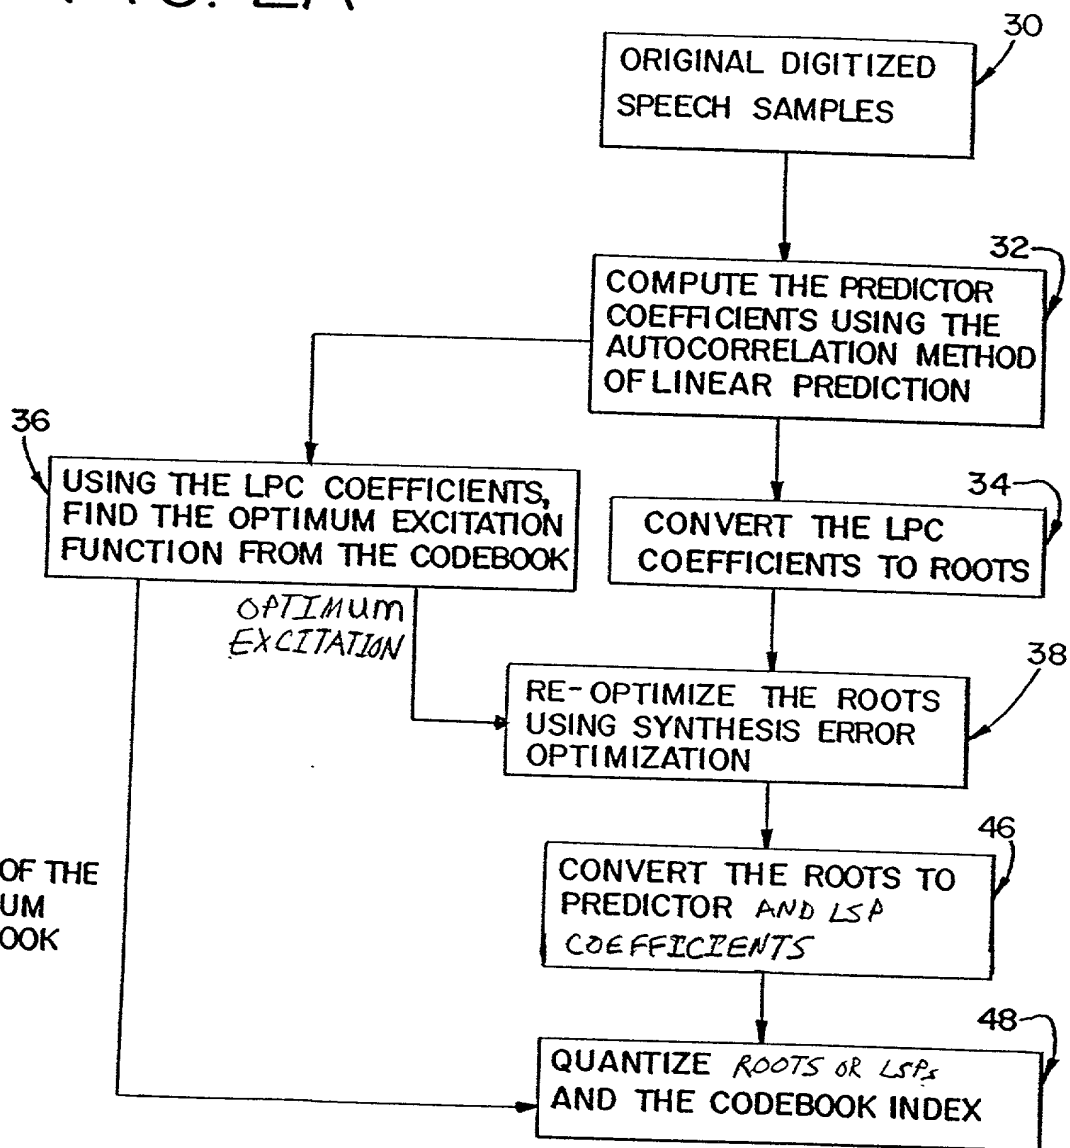 FIG. 2A
30
ORIGINAL DIGITIZED
SPEECH SAMPLES
32
COMPUTE THE PREDICTOR
COEFFICIENTS USING THE
AUTOCORRELATION METHOD
OF LINEAR PREDICTION
36
USING THE LPC COEFFICIENTS,
FIND THE OPTIMUM EXCITATION
FUNCTION FROM THE CODEBOOK
34
CONVERT THE LPC
COEFFICIENTS TO ROOTS
OPTIMUM
EXCITATION
38
RE-OPTIMIZE THE ROOTS
USING SYNTHESIS ERROR
OPTIMIZATION
OF THE
UM
OOK
46
CONVERT THE ROOTS TO
PREDICTOR AND LSP
COEFFICIENTS
48
QUANTIZE ROOTS OR LSPs
AND THE CODEBOOK INDEX